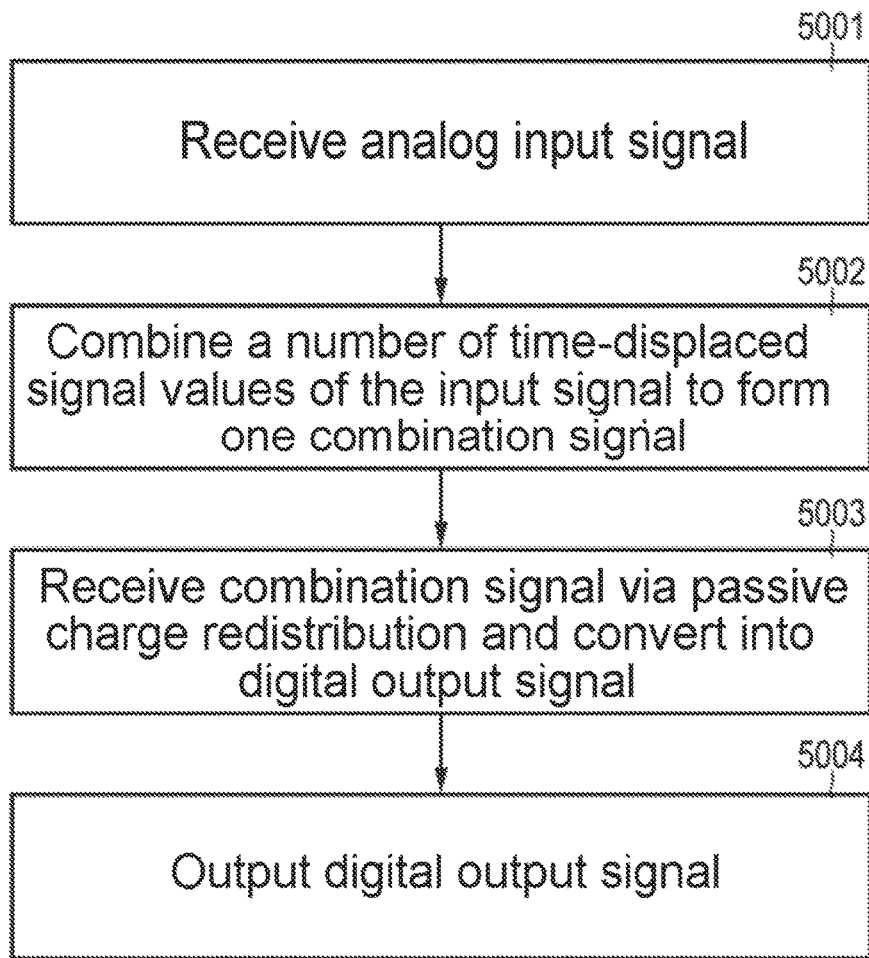 5001
Receive analog input signal
5002
Combine a number of time-displaced
signal values of the input signal to form
one combination signal
5003
Receive combination signal via passive
charge redistribution and convert into
digital output signal
5004
Output digital output signal